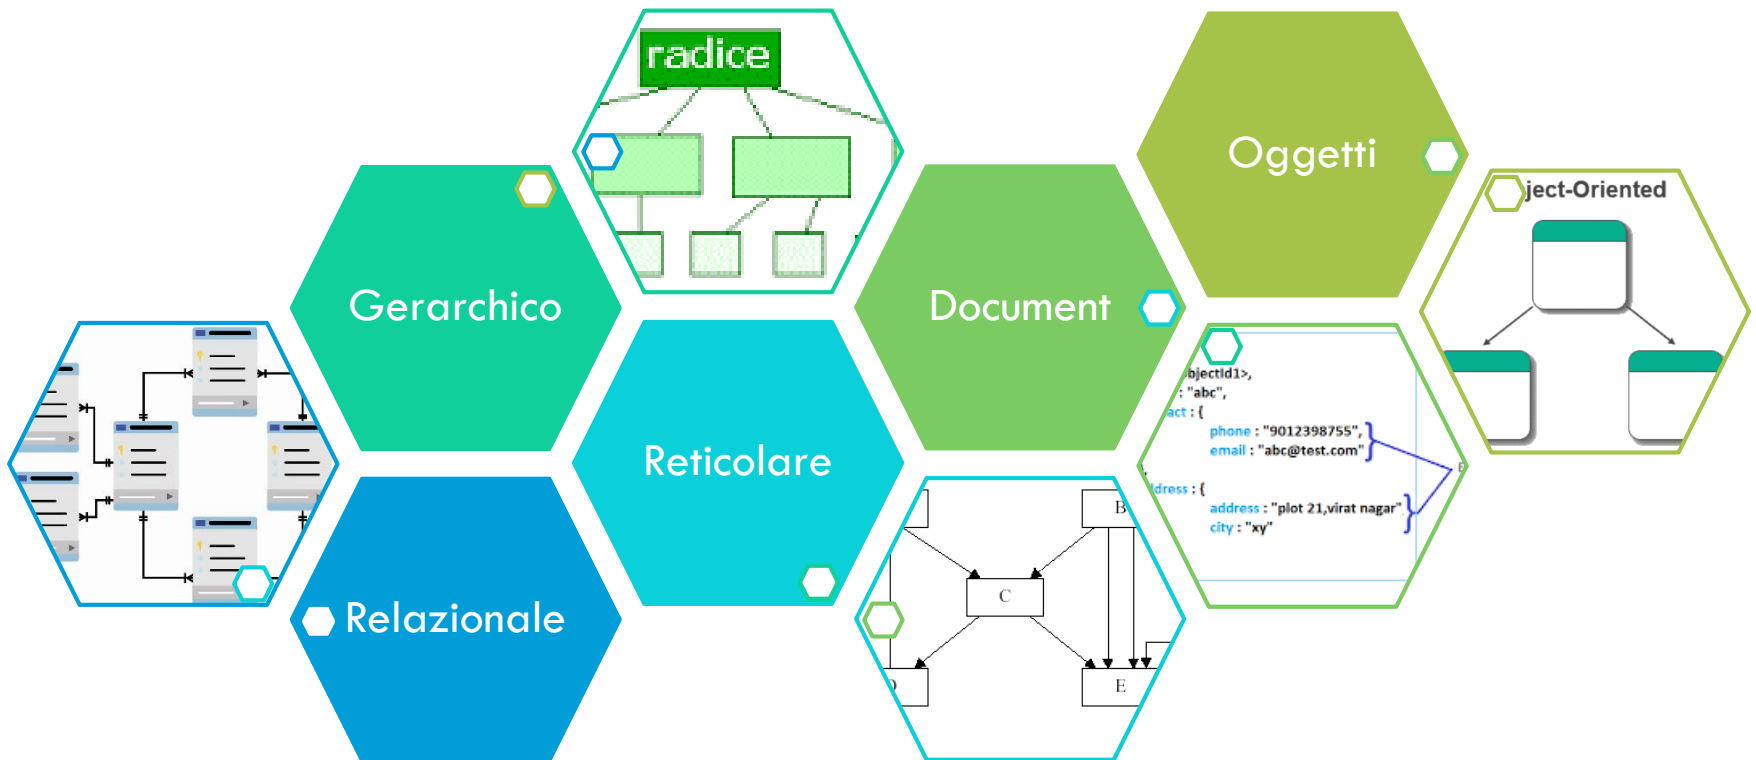 radice
Oggetti
ject-Oriented
Gerarchico
Document
bjectId1>,
: "abc",
act : {
phone : "9012398755",
email : "abc@test.com"
dress : {
address : "plot 21,virat nagar"
city : "xy"
Reticolare
Relazionale
B
C
E